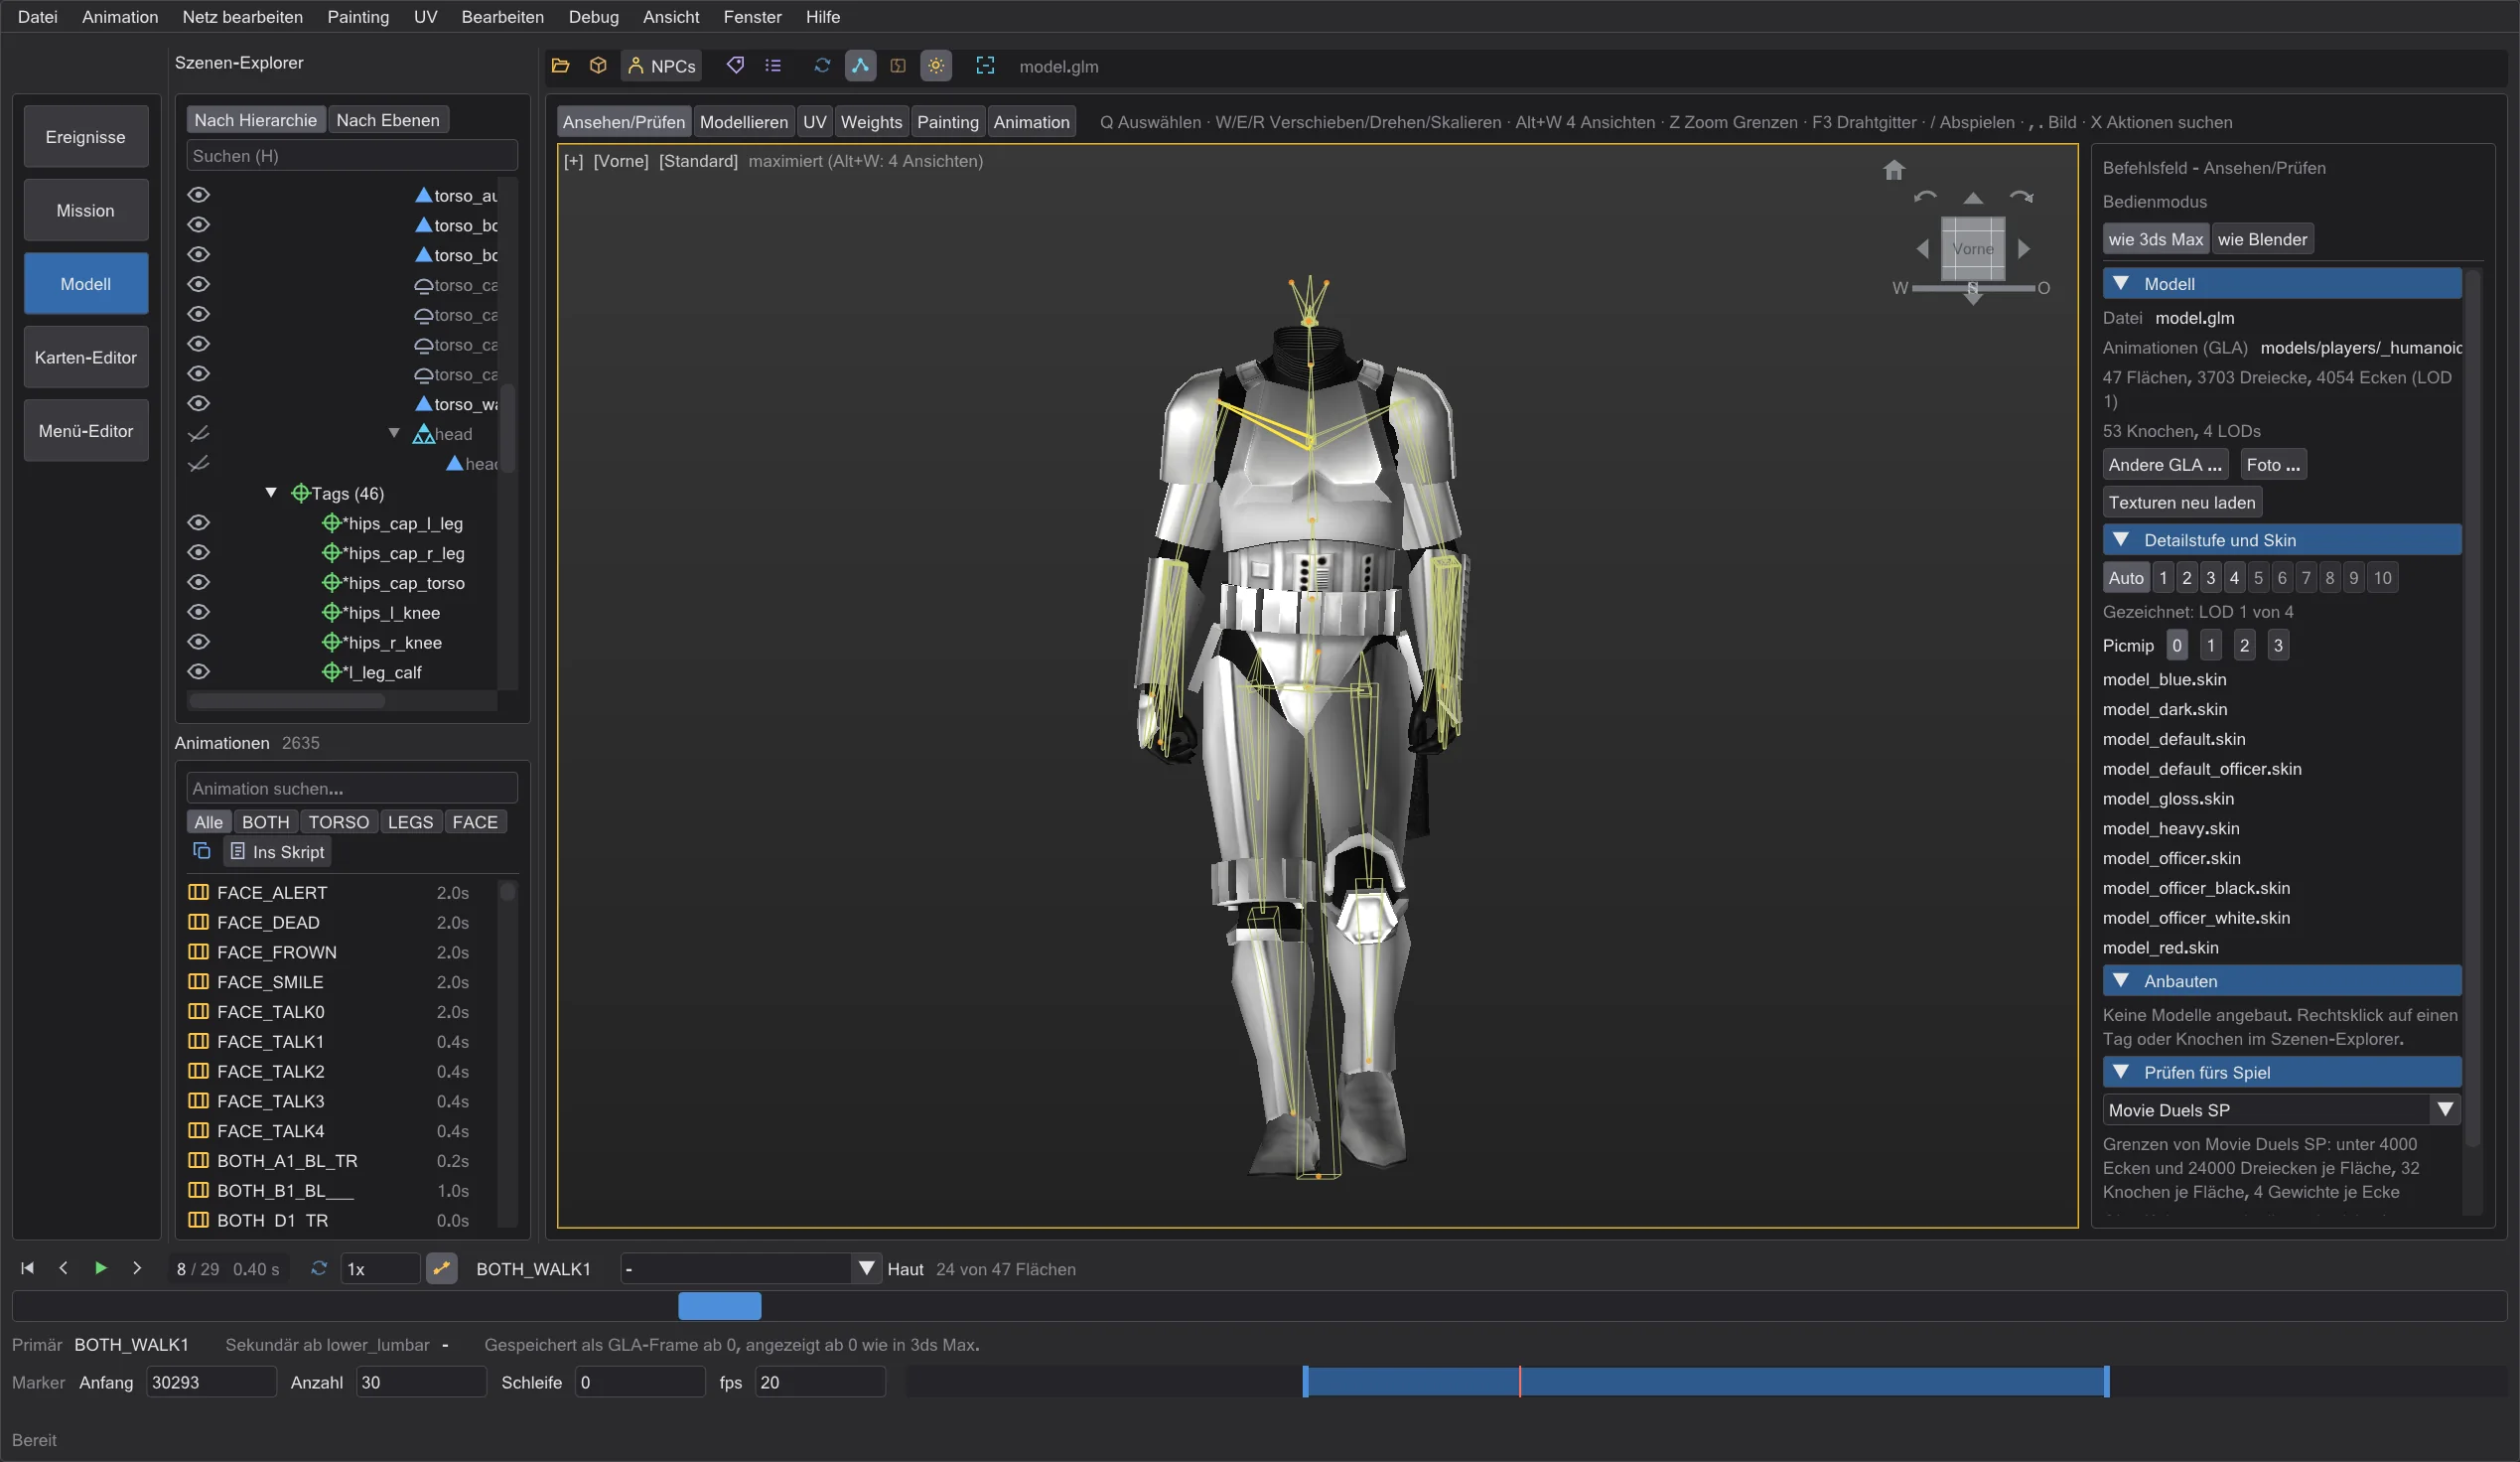 Datei Animation Netz bearbeiten Painting UV Bearbeiten Debug Ansicht Fenster Hilfe
Szenen-Explorer
NPCs model.glm
Ereignisse
Mission
Modell
Karten-Editor
Menü-Editor
Nach Hierarchie Nach Ebenen
Suchen (H)
torso_au
torso_bo
torso_bo
torso_ca
torso_ca
torso_ca
torso_ca
torso_wa
head
head
Tags (46)
*hips_cap_l_leg
*hips_cap_r_leg
*hips_cap_torso
*hips_l_knee
*hips_r_knee
*l_leg_calf
Animationen 2635
Animation suchen...
Alle BOTH TORSO LEGS FACE
Ins Skript
FACE_ALERT 2.0s
FACE_DEAD 2.0s
FACE_FROWN 2.0s
FACE_SMILE 2.0s
FACE_TALK0 2.0s
FACE_TALK1 0.4s
FACE_TALK2 0.4s
FACE_TALK3 0.4s
FACE_TALK4 0.4s
BOTH_A1_BL_TR 0.2s
BOTH_B1_BL___ 1.0s
BOTH_D1_TR 0.0s
Ansehen/Prüfen Modellieren UV Weights Painting Animation Q Auswählen · W/E/R Verschieben/Drehen/Skalieren · Alt+W 4 Ansichten · Z Zoom Grenzen · F3 Drahtgitter · / Abspielen · , . Bild · X Aktionen suchen
[+] [Vorne] [Standard] maximiert (Alt+W: 4 Ansichten)
Vorne
W S O
Befehlsfeld - Ansehen/Prüfen
Bedienmodus
wie 3ds Max wie Blender
Modell
Datei model.glm
Animationen (GLA) models/players/_humanoid
47 Flächen, 3703 Dreiecke, 4054 Ecken (LOD
1)
53 Knochen, 4 LODs
Andere GLA ... Foto ...
Texturen neu laden
Detailstufe und Skin
Auto 1 2 3 4 5 6 7 8 9 10
Gezeichnet: LOD 1 von 4
Picmip 0 1 2 3
model_blue.skin
model_dark.skin
model_default.skin
model_default_officer.skin
model_gloss.skin
model_heavy.skin
model_officer.skin
model_officer_black.skin
model_officer_white.skin
model_red.skin
Anbauten
Keine Modelle angebaut. Rechtsklick auf einen
Tag oder Knochen im Szenen-Explorer.
Prüfen fürs Spiel
Movie Duels SP
Grenzen von Movie Duels SP: unter 4000
Ecken und 24000 Dreiecken je Fläche, 32
Knochen je Fläche, 4 Gewichte je Ecke
8 / 29 0.40 s 1x BOTH_WALK1 - Haut 24 von 47 Flächen
Primär BOTH_WALK1 Sekundär ab lower_lumbar - Gespeichert als GLA-Frame ab 0, angezeigt ab 0 wie in 3ds Max.
Marker Anfang 30293 Anzahl 30 Schleife 0 fps 20
Bereit